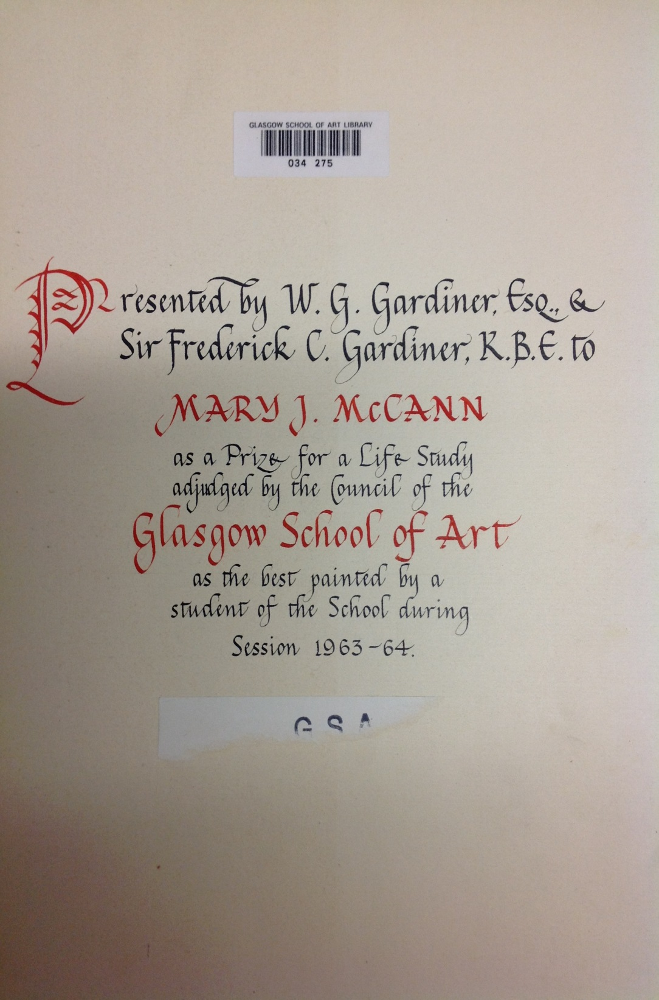 GLASGOW SCHOOL OF ART LIBRARY
034 275
Presented by W. G. Gardiner, Esq., &
Sir Frederick C. Gardiner, K.B.E. to
MARY J. McCANN
as a Prize for a Life Study
adjudged by the Council of the
Glasgow School of Art
as the best painted by a
student of the School during
Session 1963-64.
GSA